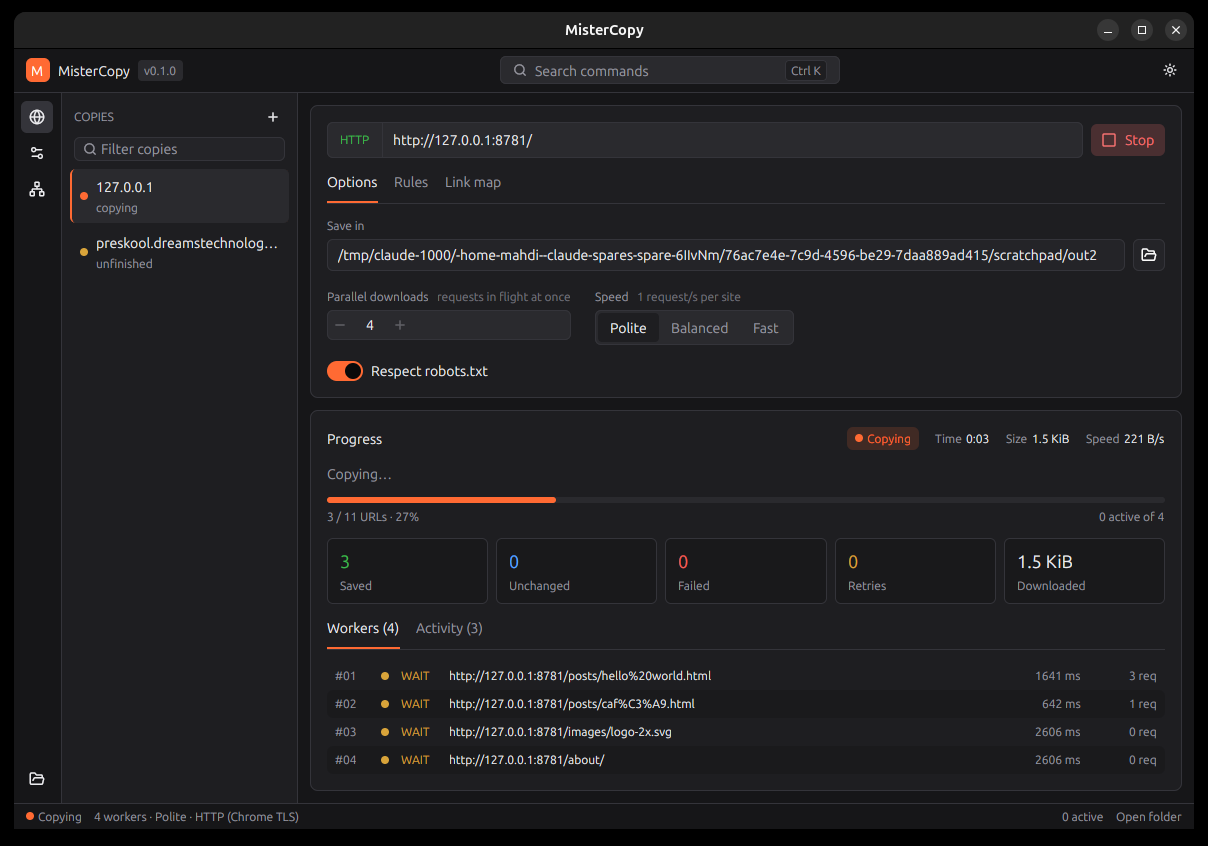 MisterCopy
M MisterCopy v0.1.0 Search commands Ctrl K
COPIES +
Filter copies
127.0.0.1
copying
preskool.dreamstechnolog…
unfinished
HTTP http://127.0.0.1:8781/ Stop
Options Rules Link map
Save in
/tmp/claude-1000/-home-mahdi--claude-spares-spare-6IIvNm/76ac7e4e-7c9d-4596-be29-7daa889ad415/scratchpad/out2
Parallel downloads requests in flight at once Speed 1 request/s per site
− 4 + Polite Balanced Fast
Respect robots.txt
Progress Copying Time 0:03 Size 1.5 KiB Speed 221 B/s
Copying…
3 / 11 URLs · 27% 0 active of 4
3 0 0 0 1.5 KiB
Saved Unchanged Failed Retries Downloaded
Workers (4) Activity (3)
#01 WAIT http://127.0.0.1:8781/posts/hello%20world.html 1641 ms 3 req
#02 WAIT http://127.0.0.1:8781/posts/caf%C3%A9.html 642 ms 1 req
#03 WAIT http://127.0.0.1:8781/images/logo-2x.svg 2606 ms 0 req
#04 WAIT http://127.0.0.1:8781/about/ 2606 ms 0 req
Copying 4 workers · Polite · HTTP (Chrome TLS) 0 active Open folder